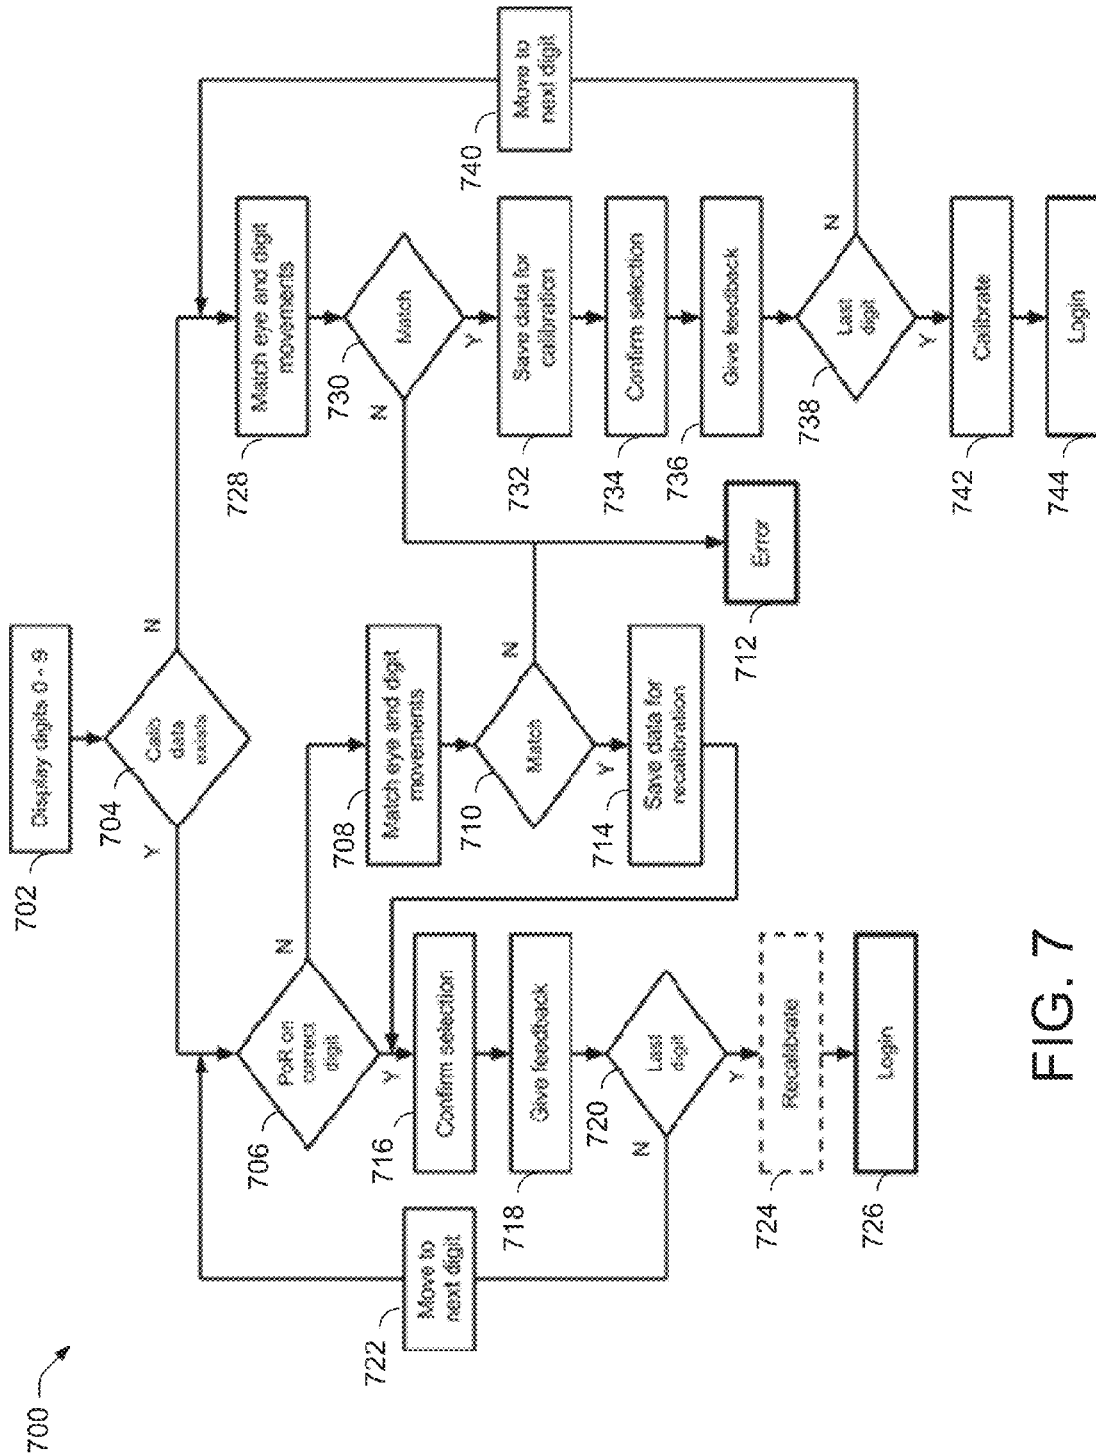 700
702
Display digits 0 - 9
704
Calib
data
exists
Y
N
706
PoR on
correct
digit
N
Y
708
Match eye and digit
movements
710
Match
N
Y
712
Error
714
Save data for
recalibration
716
Confirm selection
718
Give feedback
720
Last
digit
N
Y
722
Move to
next digit
724
Recalibrate
726
Login
728
Match eye and digit
movements
730
Match
N
Y
732
Save data for
calibration
734
Confirm selection
736
Give feedback
738
Last
digit
N
Y
740
Move to
next digit
742
Calibrate
744
Login
FIG. 7